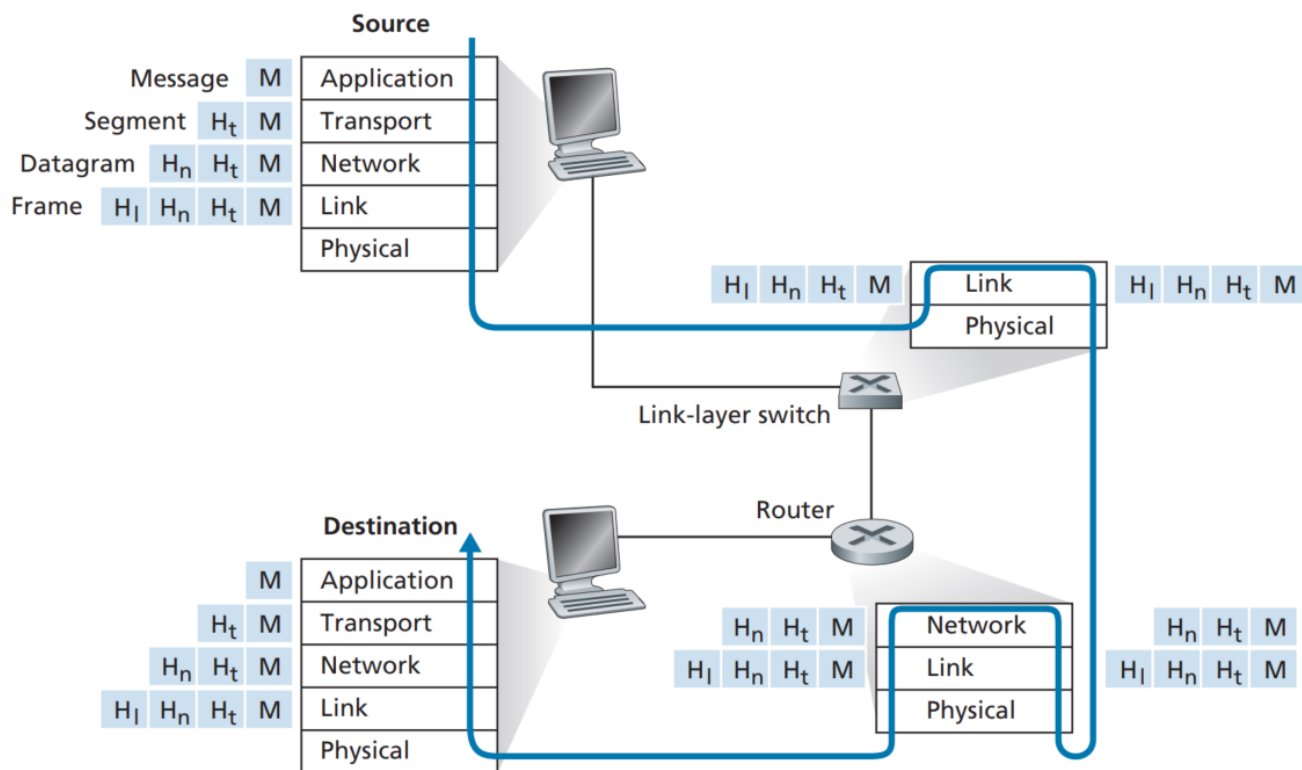 Source
Message M Application
Segment Ht M Transport
Datagram Hn Ht M Network
Frame Hl Hn Ht M Link
Physical
Hl Hn Ht M Link Hl Hn Ht M
Physical
Link-layer switch
Router
Destination
M Application
Ht M Transport
Hn Ht M Network
Hl Hn Ht M Link
Physical
Hn Ht M Network Hn Ht M
Hl Hn Ht M Link Hl Hn Ht M
Physical